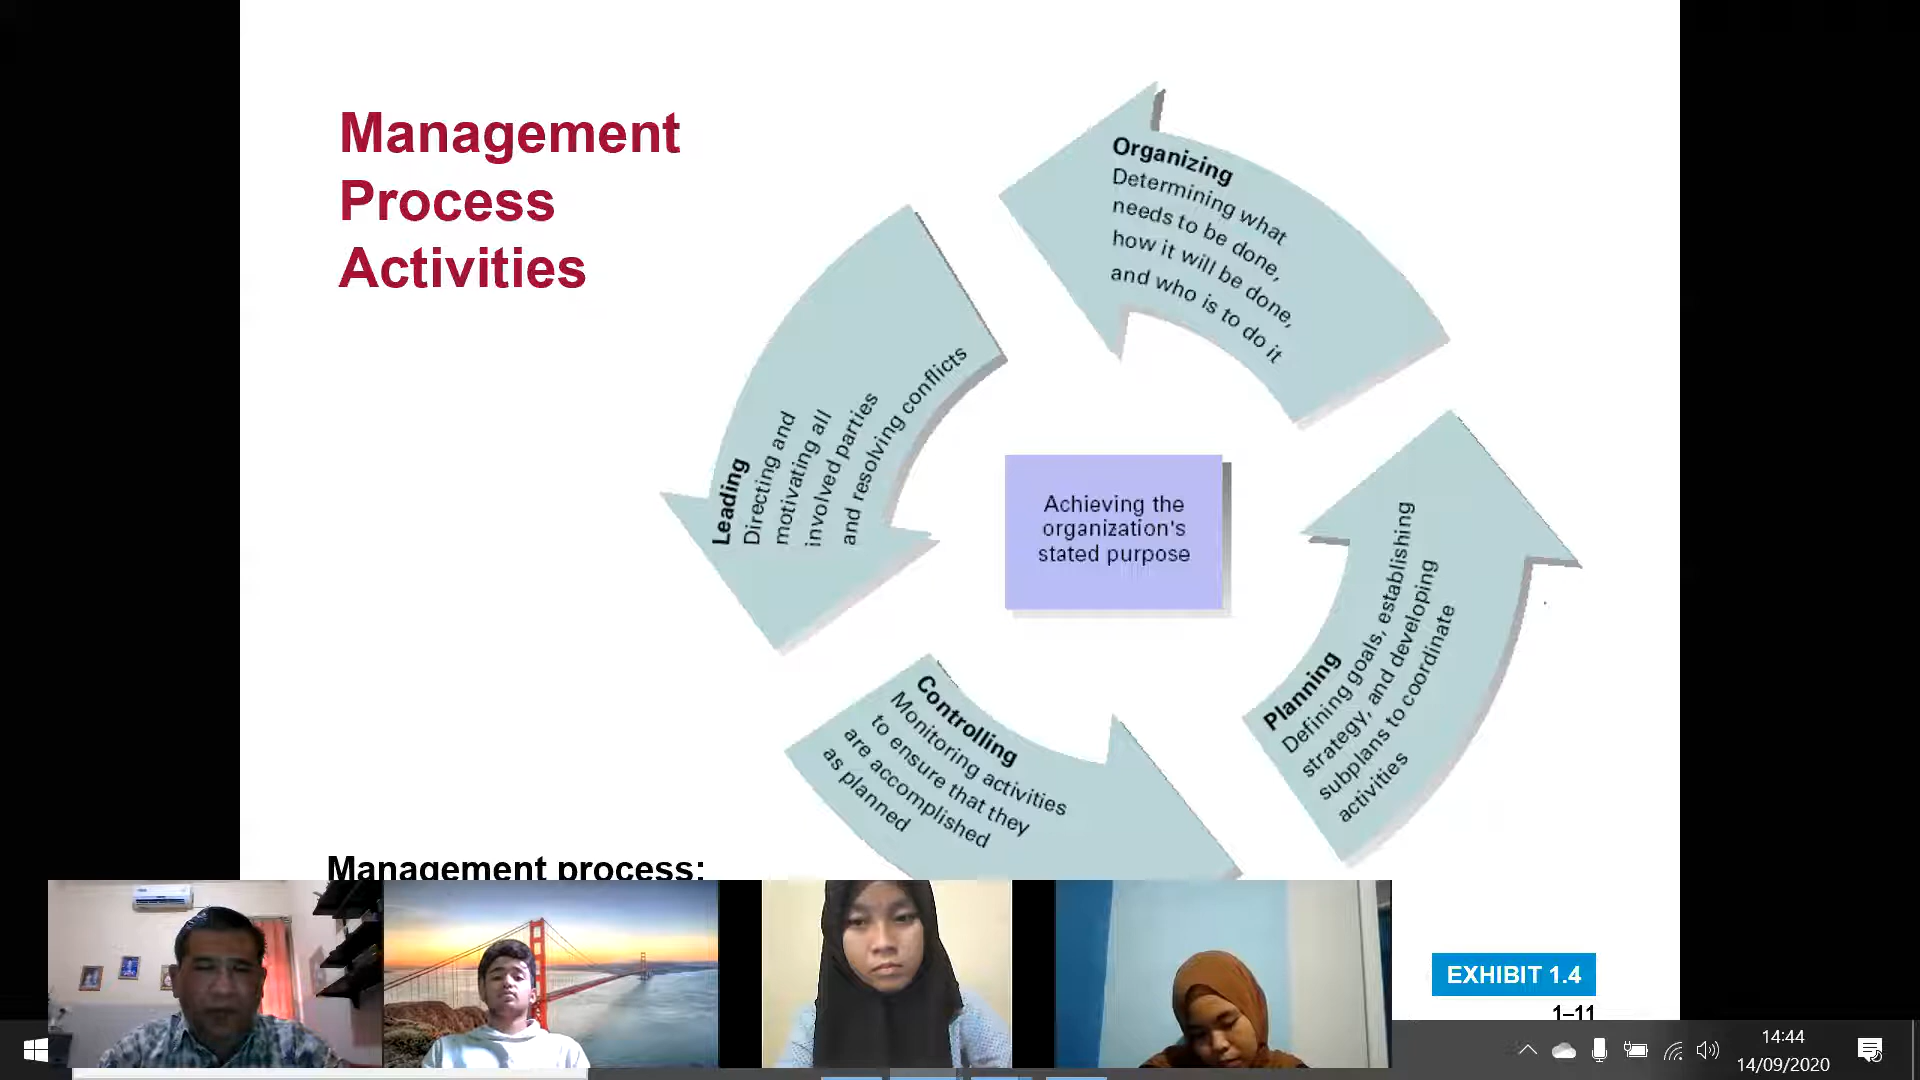 Management
Process
Activities
Organizing
Determining what
needs to be done,
how it will be done,
and who is to do it
Leading
Directing and
motivating all
involved parties
and resolving conflicts
Achieving the
organization's
stated purpose
Planning
Defining goals, establishing
strategy, and developing
subplans to coordinate
activities
Controlling
Monitoring activities
to ensure that they
are accomplished
as planned
Management process:
EXHIBIT 1.4
1–11
14:44
14/09/2020